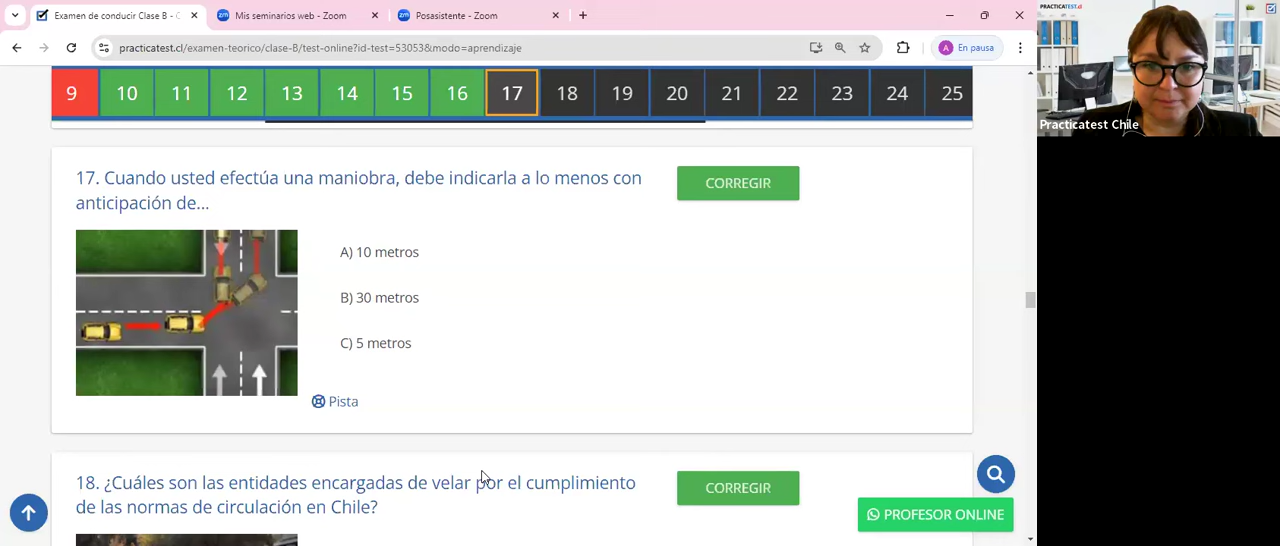 Examen de conducir Clase B - C
Mis seminarios web - Zoom
Posasistente - Zoom
practicatest.cl/examen-teorico/clase-B/test-online?id-test=53053&modo=aprendizaje
En pausa
PRACTICATEST.CL
Practicatest Chile
9 10 11 12 13 14 15 16 17 18 19 20 21 22 23 24 25
17. Cuando usted efectúa una maniobra, debe indicarla a lo menos con
anticipación de...
CORREGIR
A) 10 metros
B) 30 metros
C) 5 metros
Pista
18. ¿Cuáles son las entidades encargadas de velar por el cumplimiento
de las normas de circulación en Chile?
CORREGIR
PROFESOR ONLINE